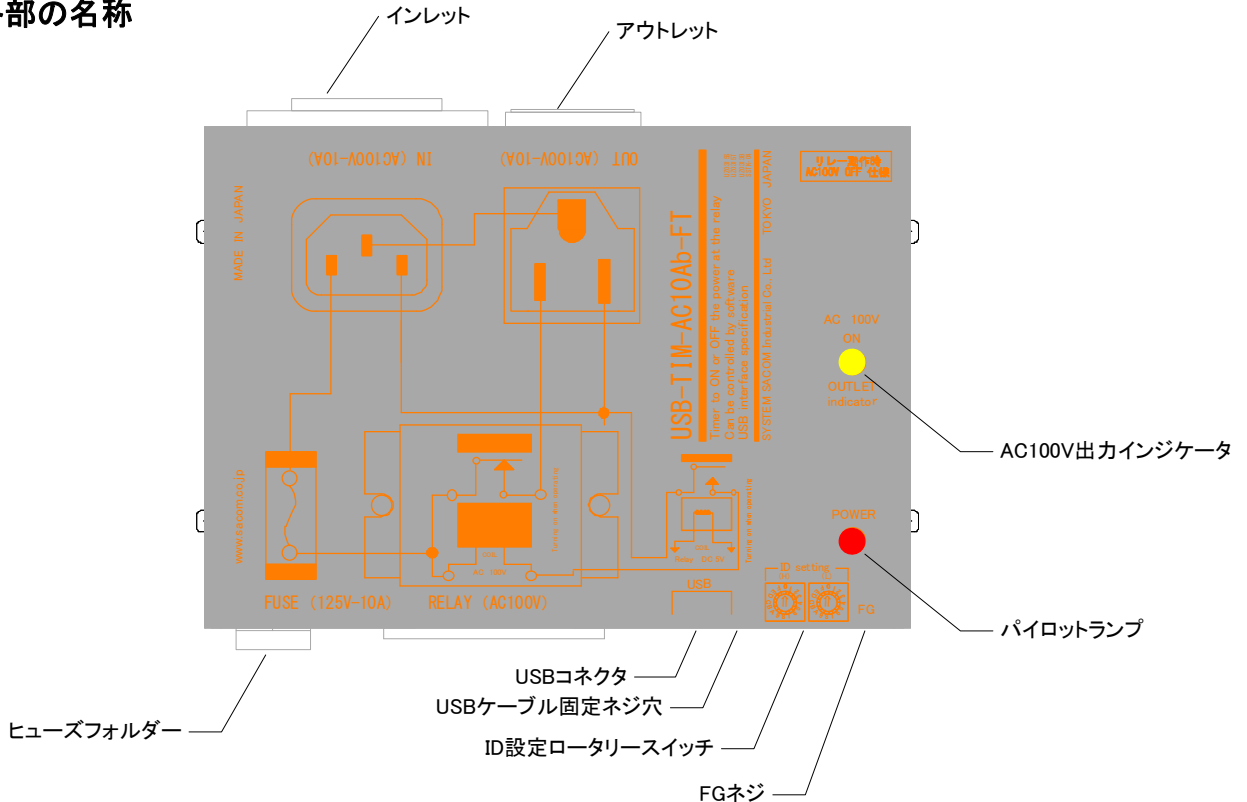 部の名称
インレット
アウトレット
IN (AC100V-10A)
OUT (AC100V-10A)
リレー動作時
AC100V OFF 仕様
MADE IN JAPAN
USB-TIM-AC10Ab-FT
Timer to ON or OFF the power at the relay
Can be controlled by software
USB Interface specification
SYSTEM SACOM Industrial Co., Ltd TOKYO JAPAN
AC 100V
ON
OUTLET
indicator
AC100V出力インジケータ
www.sacom.co.jp
COIL
AC 100V
POWER
ID setting
USB
FG
FUSE (125V-10A)
RELAY (AC100V)
パイロットランプ
USBコネクタ
USBケーブル固定ネジ穴
ヒューズフォルダー
ID設定ロータリースイッチ
FGネジ